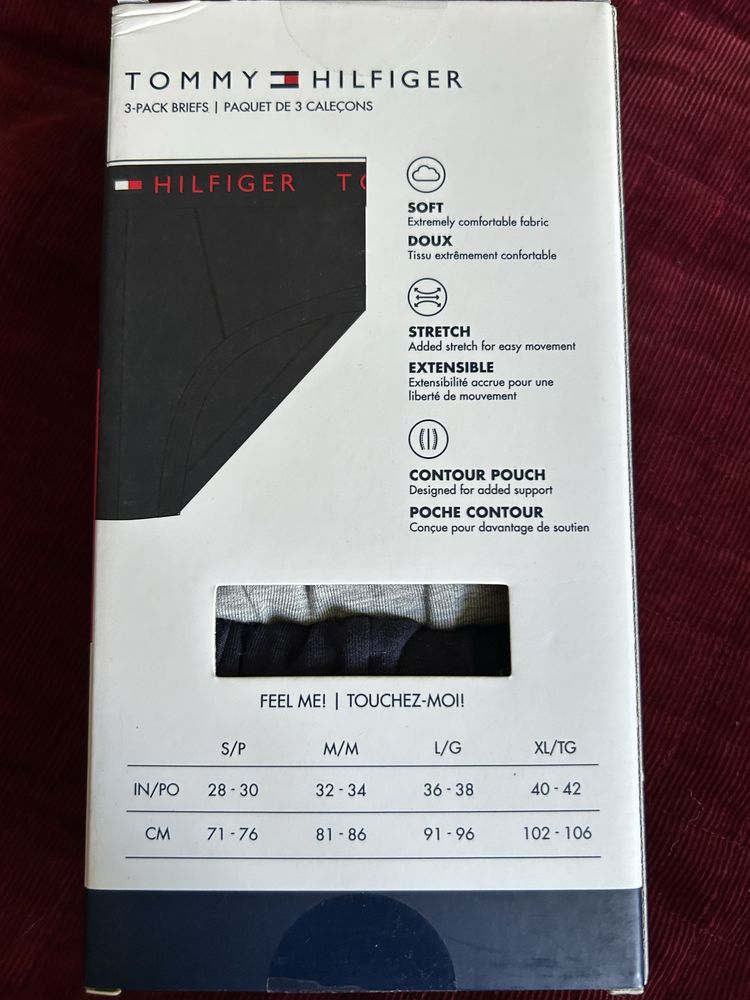 TOMMY HILFIGER
3-PACK BRIEFS | PAQUET DE 3 CALEÇONS
HILFIGER TO
SOFT
Extremely comfortable fabric
DOUX
Tissu extrêmement confortable
STRETCH
Added stretch for easy movement
EXTENSIBLE
Extensibilité accrue pour une
liberté de mouvement
CONTOUR POUCH
Designed for added support
POCHE CONTOUR
Conçue pour davantage de soutien
FEEL ME! | TOUCHEZ-MOI!
S/P M/M L/G XL/TG
IN/PO 28 - 30 32 - 34 36 - 38 40 - 42
CM 71 - 76 81 - 86 91 - 96 102 - 106